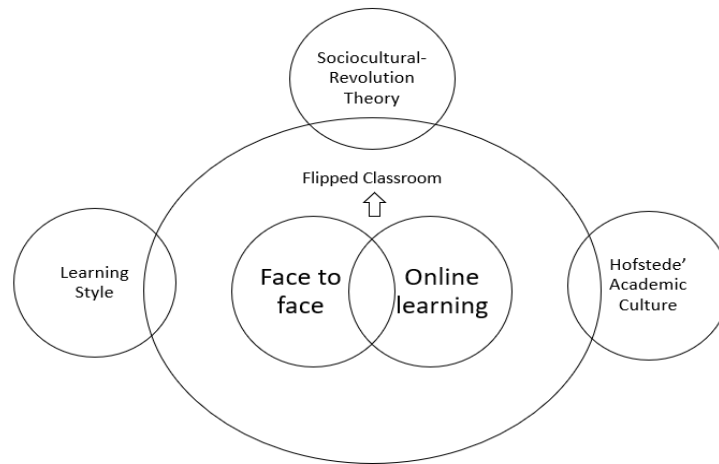 Sociocultural-
Revolution
Theory
Flipped Classroom
Learning
Style
Face to
face
Online
learning
Hofstede’
Academic
Culture